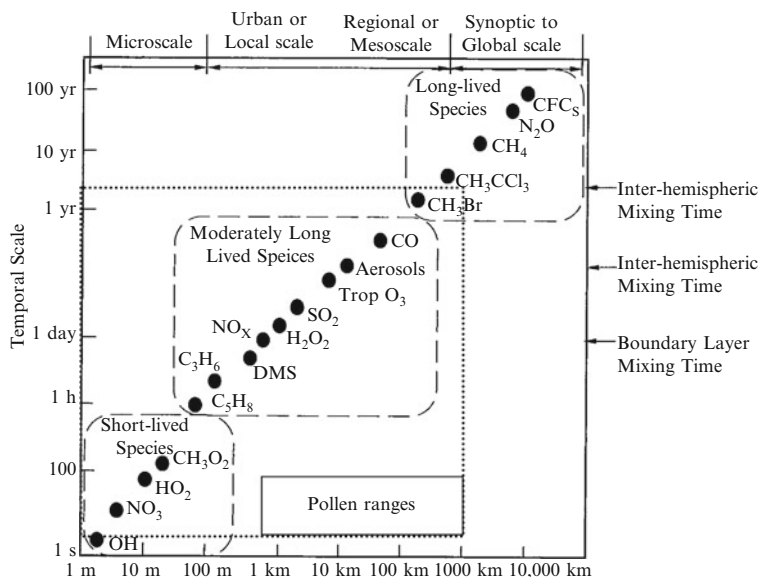 Urban or
Local scale
Regional or
Mesoscale
Synoptic to
Global scale
Microscale
Temporal Scale
100 yr
10 yr
1 yr
1 day
1 h
100
1 s
Long-lived
Species
CFCs
N2O
CH4
CH3CCl3
CH3Br
Moderately Long
Lived Speices
CO
Aerosols
Trop O3
SO2
NOX
H2O2
C3H6
DMS
C5H8
Short-lived
Species
CH3O2
HO2
NO3
OH
Pollen ranges
Inter-hemispheric
Mixing Time
Inter-hemispheric
Mixing Time
Boundary Layer
Mixing Time
1 m
10 m
100 m
1 km
10 km
100 km
1000 km
10,000 km